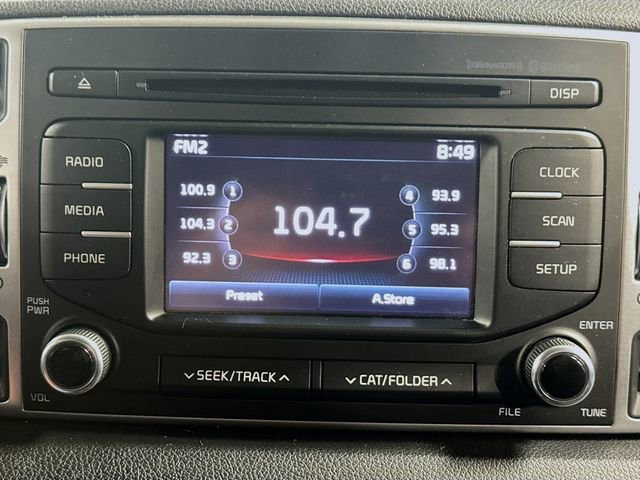 SiriusXM Bluetooth
DISP
FM2 8:49
RADIO
MEDIA
PHONE
100.9 1
104.3 2
92.3 3
104.7
4 93.9
5 95.3
6 98.1
Preset A.Store
CLOCK
SCAN
SETUP
PUSH
PWR
VOL
SEEK/TRACK
CAT/FOLDER
ENTER
FILE TUNE